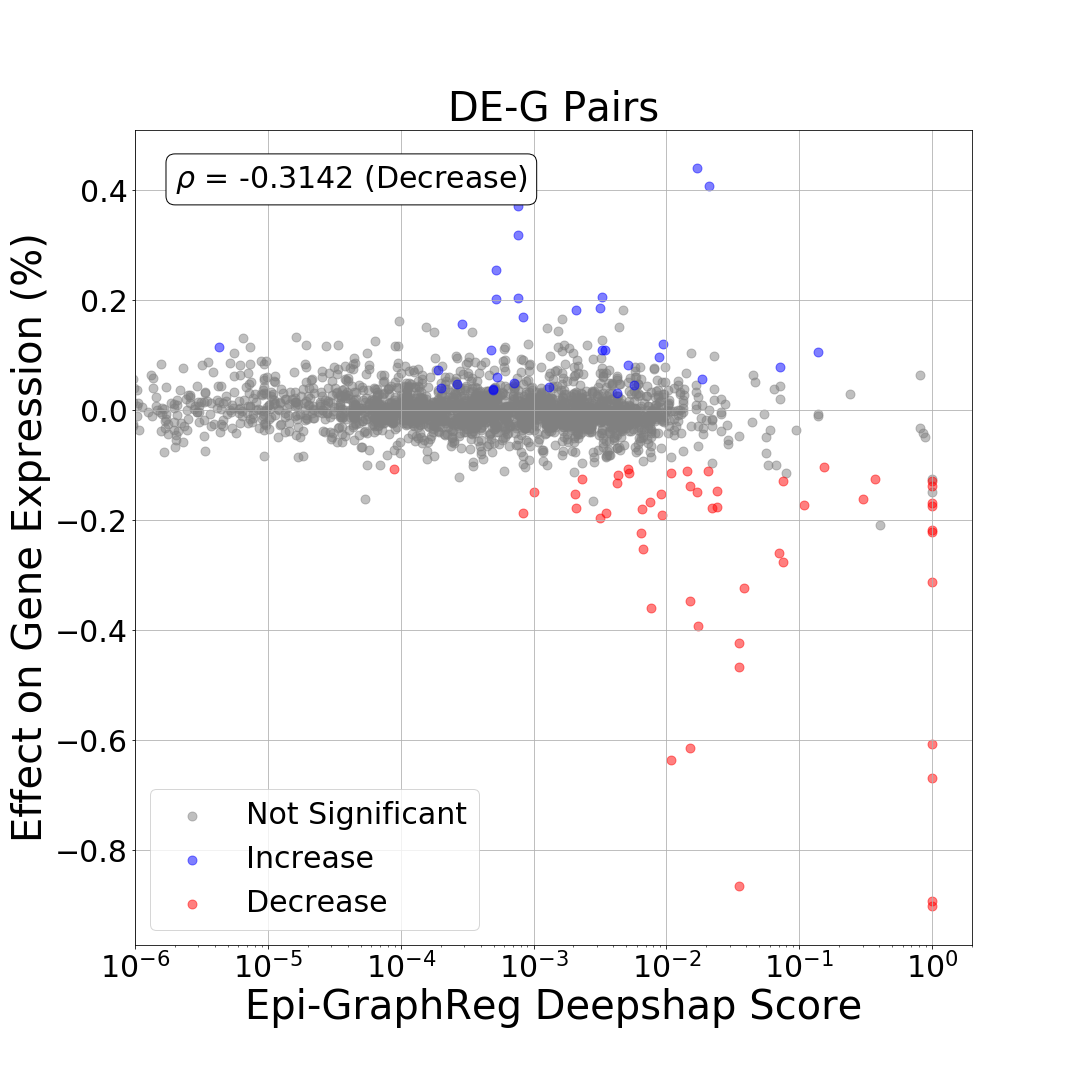 DE-G Pairs
ρ = -0.3142 (Decrease)
Effect on Gene Expression (%)
0.4
0.2
0.0
−0.2
−0.4
−0.6
−0.8
Not Significant
Increase
Decrease
10⁻⁶ 10⁻⁵ 10⁻⁴ 10⁻³ 10⁻² 10⁻¹ 10⁰
Epi-GraphReg Deepshap Score